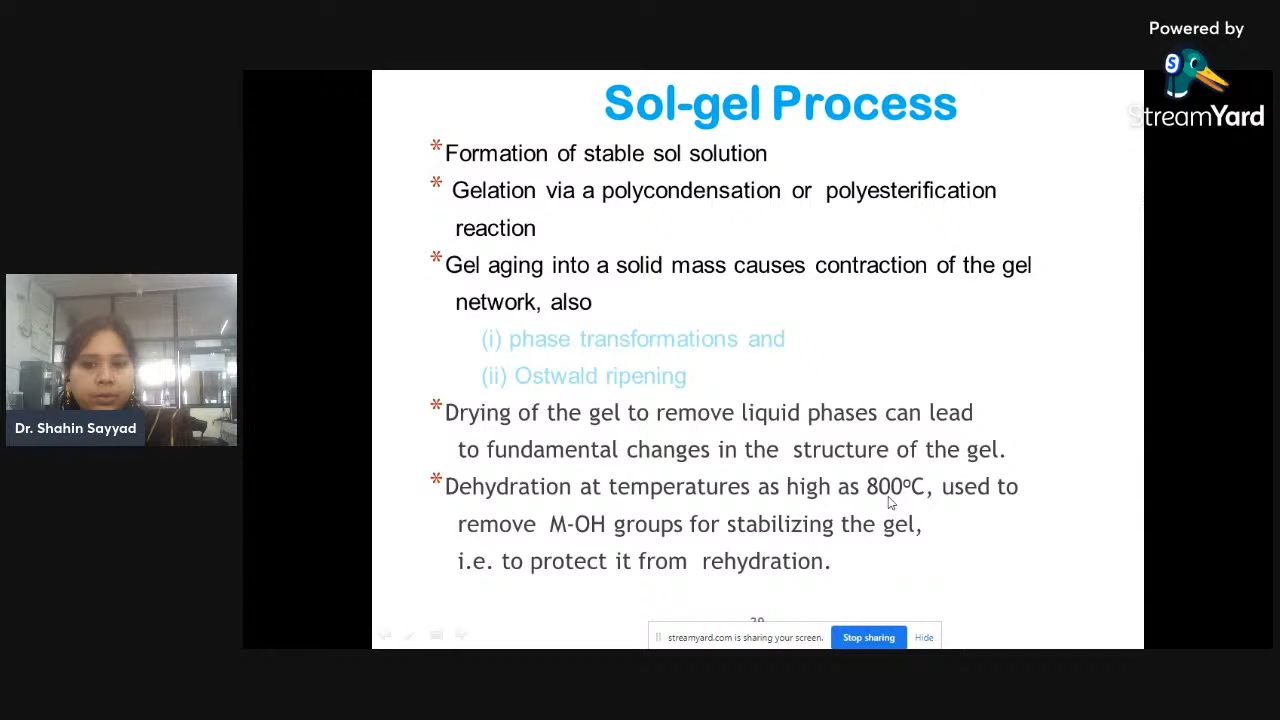 Powered by
StreamYard
Sol-gel Process
* Formation of stable sol solution
* Gelation via a polycondensation or polyesterification
reaction
* Gel aging into a solid mass causes contraction of the gel
network, also
(i) phase transformations and
(ii) Ostwald ripening
* Drying of the gel to remove liquid phases can lead
to fundamental changes in the structure of the gel.
* Dehydration at temperatures as high as 800°C, used to
remove M-OH groups for stabilizing the gel,
i.e. to protect it from rehydration.
Dr. Shahin Sayyad
streamyard.com is sharing your screen.
Stop sharing
Hide